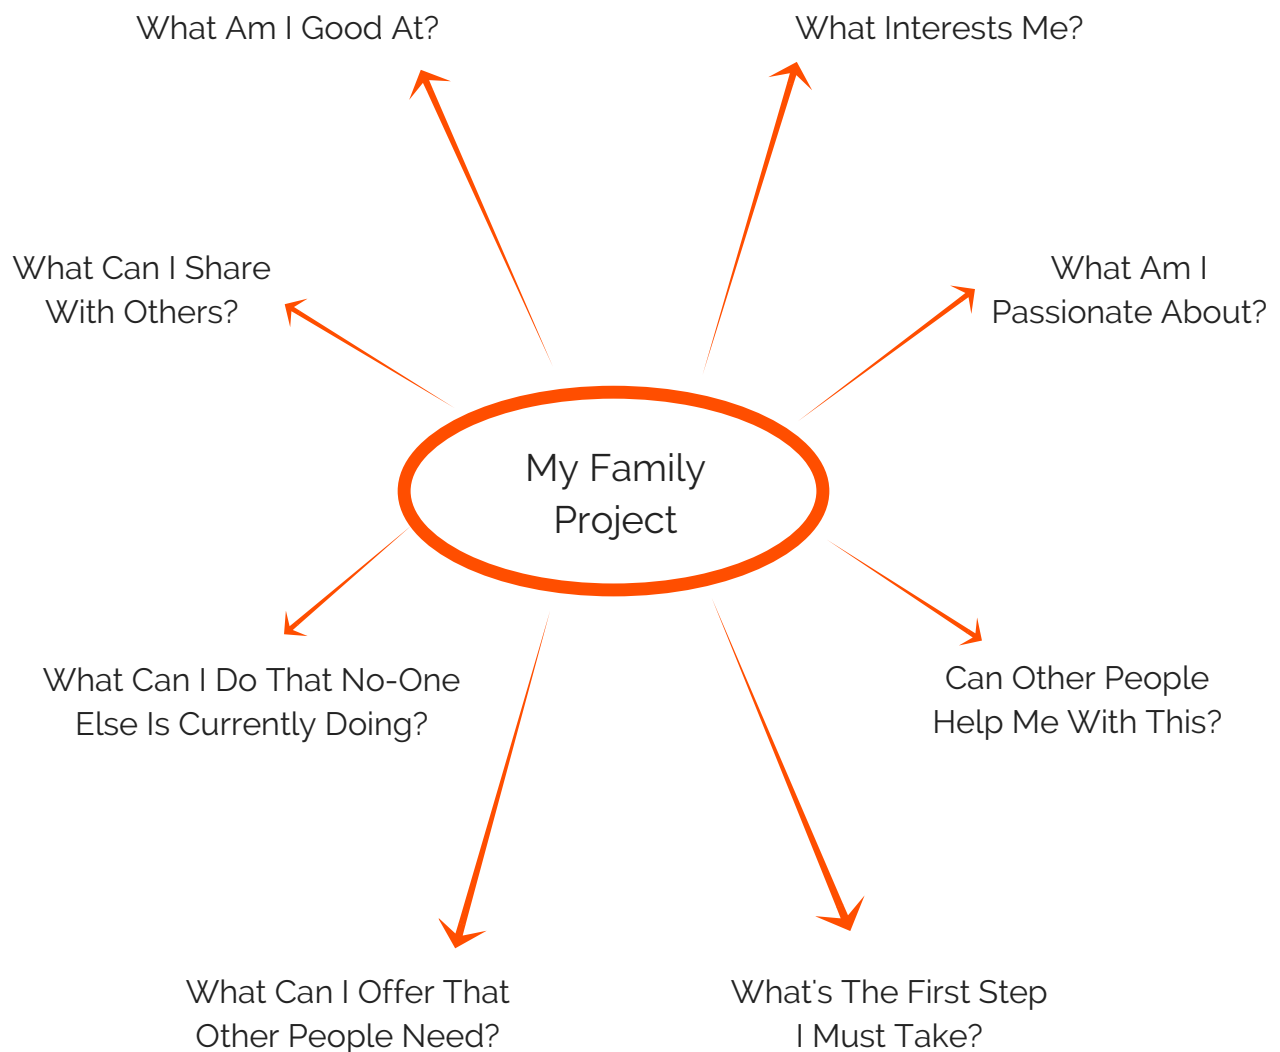 What Am I Good At?
What Interests Me?
What Can I Share
With Others?
What Am I
Passionate About?
My Family
Project
What Can I Do That No-One
Else Is Currently Doing?
Can Other People
Help Me With This?
What Can I Offer That
Other People Need?
What's The First Step
I Must Take?